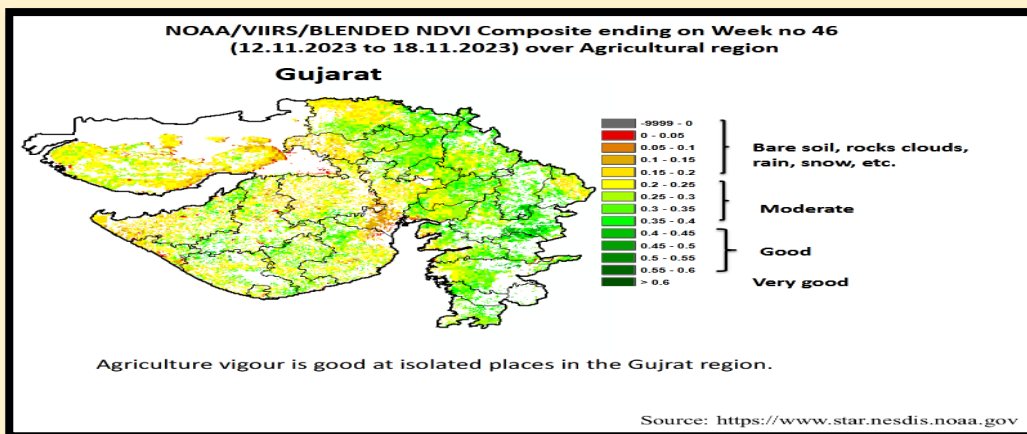 NOAA/VIIRS/BLENDED NDVI Composite ending on Week no 46
(12.11.2023 to 18.11.2023) over Agricultural region
Gujarat
-9999 - 0
0 - 0.05
0.05 - 0.1
0.1 - 0.15
0.15 - 0.2
0.2 - 0.25
0.25 - 0.3
0.3 - 0.35
0.35 - 0.4
0.4 - 0.45
0.45 - 0.5
0.5 - 0.55
0.55 - 0.6
> 0.6
Bare soil, rocks clouds,
rain, snow, etc.
Moderate
Good
Very good
Agriculture vigour is good at isolated places in the Gujrat region.
Source: https://www.star.nesdis.noaa.gov